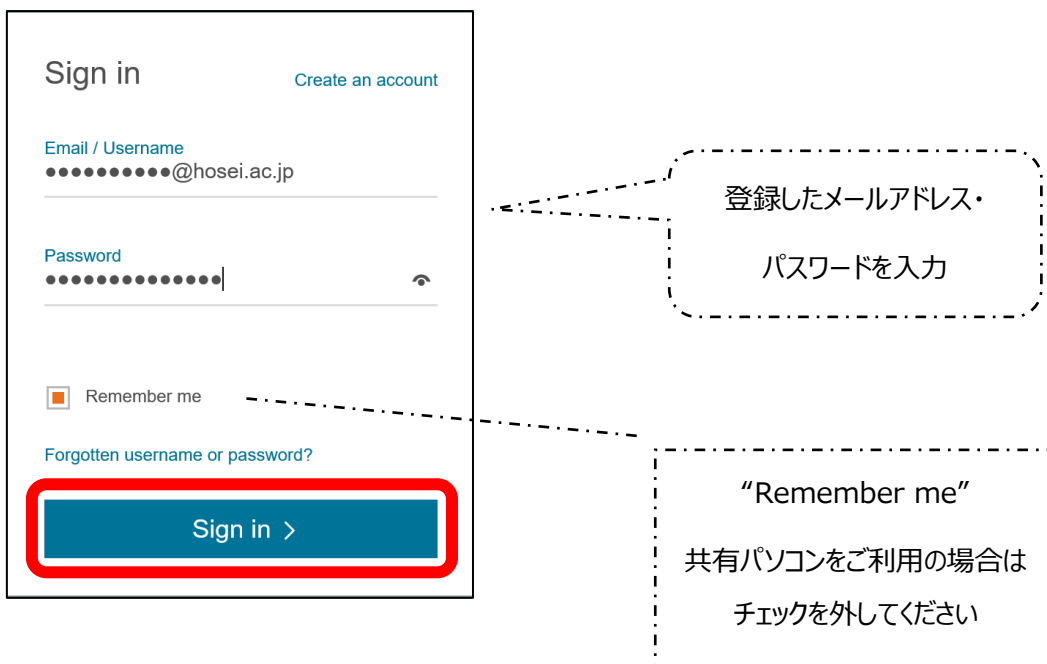 Sign in
Create an account
Email / Username
●●●●●●●●●●@hosei.ac.jp
Password
●●●●●●●●●●●●●●
Remember me
Forgotten username or password?
Sign in >
登録したメールアドレス・
パスワードを入力
“Remember me”
共有パソコンをご利用の場合は
チェックを外してください